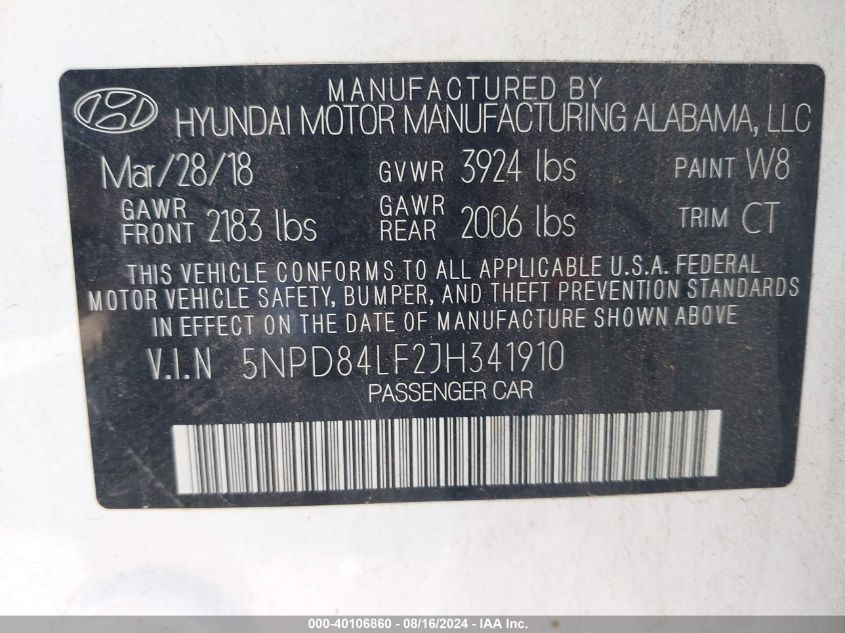 MANUFACTURED BY
HYUNDAI MOTOR MANUFACTURING ALABAMA, LLC
Mar/28/18 GVWR 3924 lbs PAINT W8
GAWR FRONT 2183 lbs GAWR REAR 2006 lbs TRIM CT
THIS VEHICLE CONFORMS TO ALL APPLICABLE U.S.A. FEDERAL
MOTOR VEHICLE SAFETY, BUMPER, AND THEFT PREVENTION STANDARDS
IN EFFECT ON THE DATE OF MANUFACTURE SHOWN ABOVE.
V.I.N 5NPD84LF2JH341910
PASSENGER CAR
000-40106860 - 08/16/2024 - IAA, Inc.